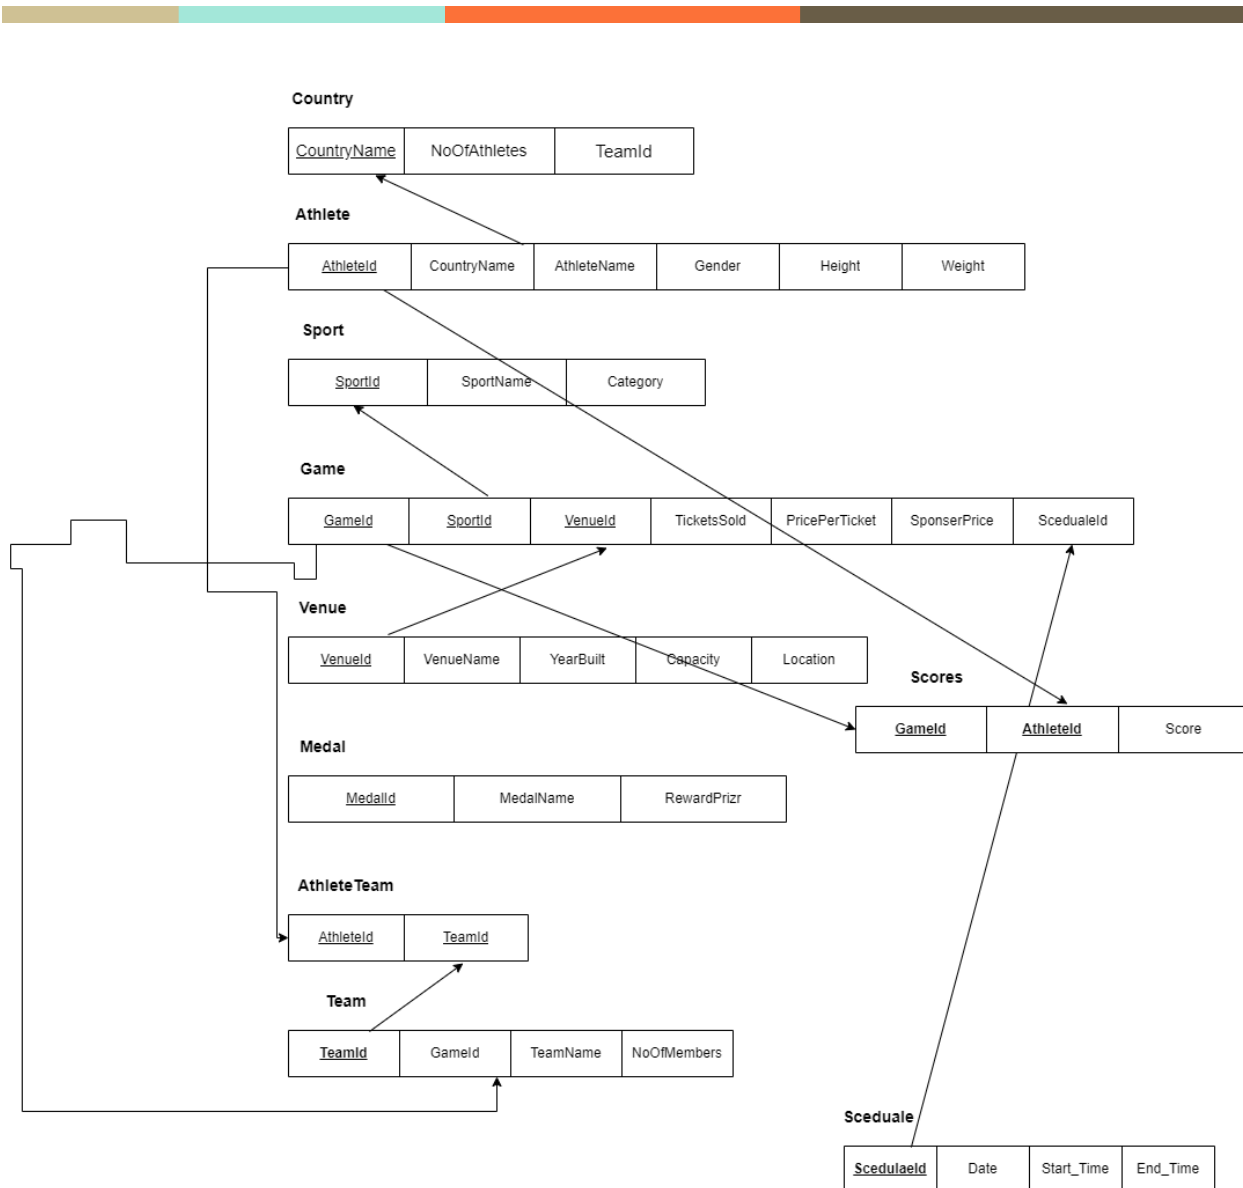 Country
CountryName NoOfAthletes TeamId
Athlete
AthleteId CountryName AthleteName Gender Height Weight
Sport
SportId SportName Category
Game
GameId SportId VenueId TicketsSold PricePerTicket SponserPrice ScedualeId
Venue
VenueId VenueName YearBuilt Capacity Location
Scores
GameId AthleteId Score
Medal
MedalId MedalName RewardPrizr
AthleteTeam
AthleteId TeamId
Team
TeamId GameId TeamName NoOfMembers
Sceduale
ScedulaeId Date Start_Time End_Time